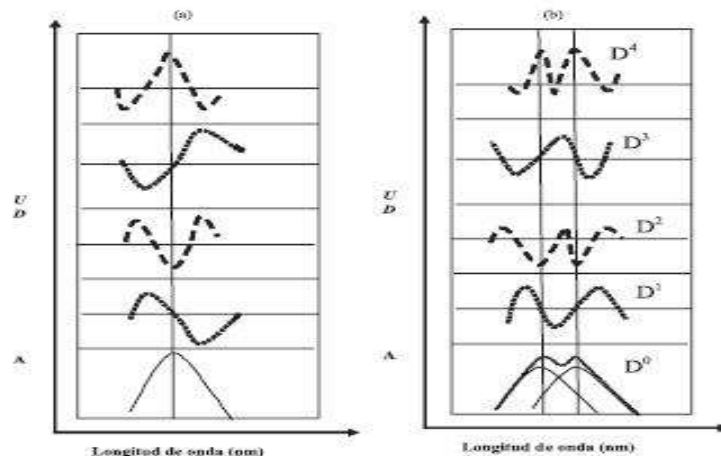 (a)
U
D
A
Longitud de onda (nm)
(b)
D⁴
D³
U
D
D²
D¹
A
D⁰
Longitud de onda (nm)